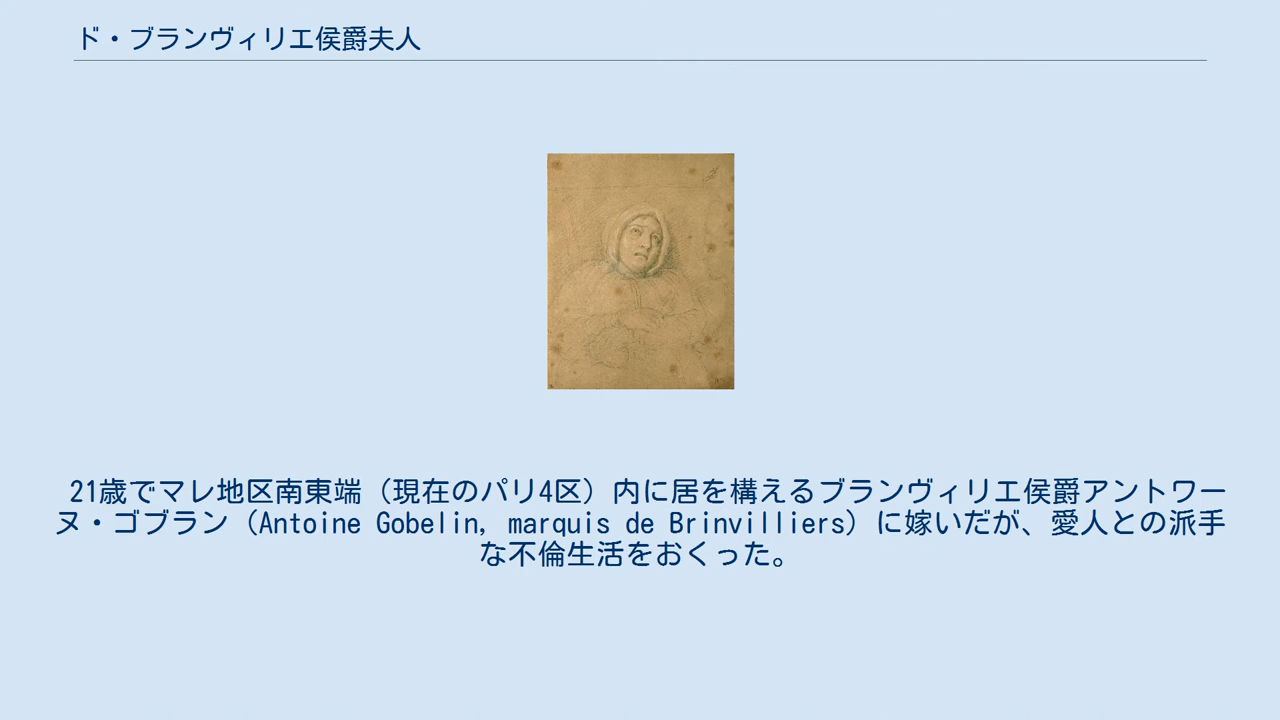 ド・ブランヴィリエ侯爵夫人
21歳でマレ地区南東端（現在のパリ4区）内に居を構えるブランヴィリエ侯爵アントワー
ヌ・ゴブラン（Antoine Gobelin, marquis de Brinvilliers）に嫁いだが、愛人との派手
な不倫生活をおくった。